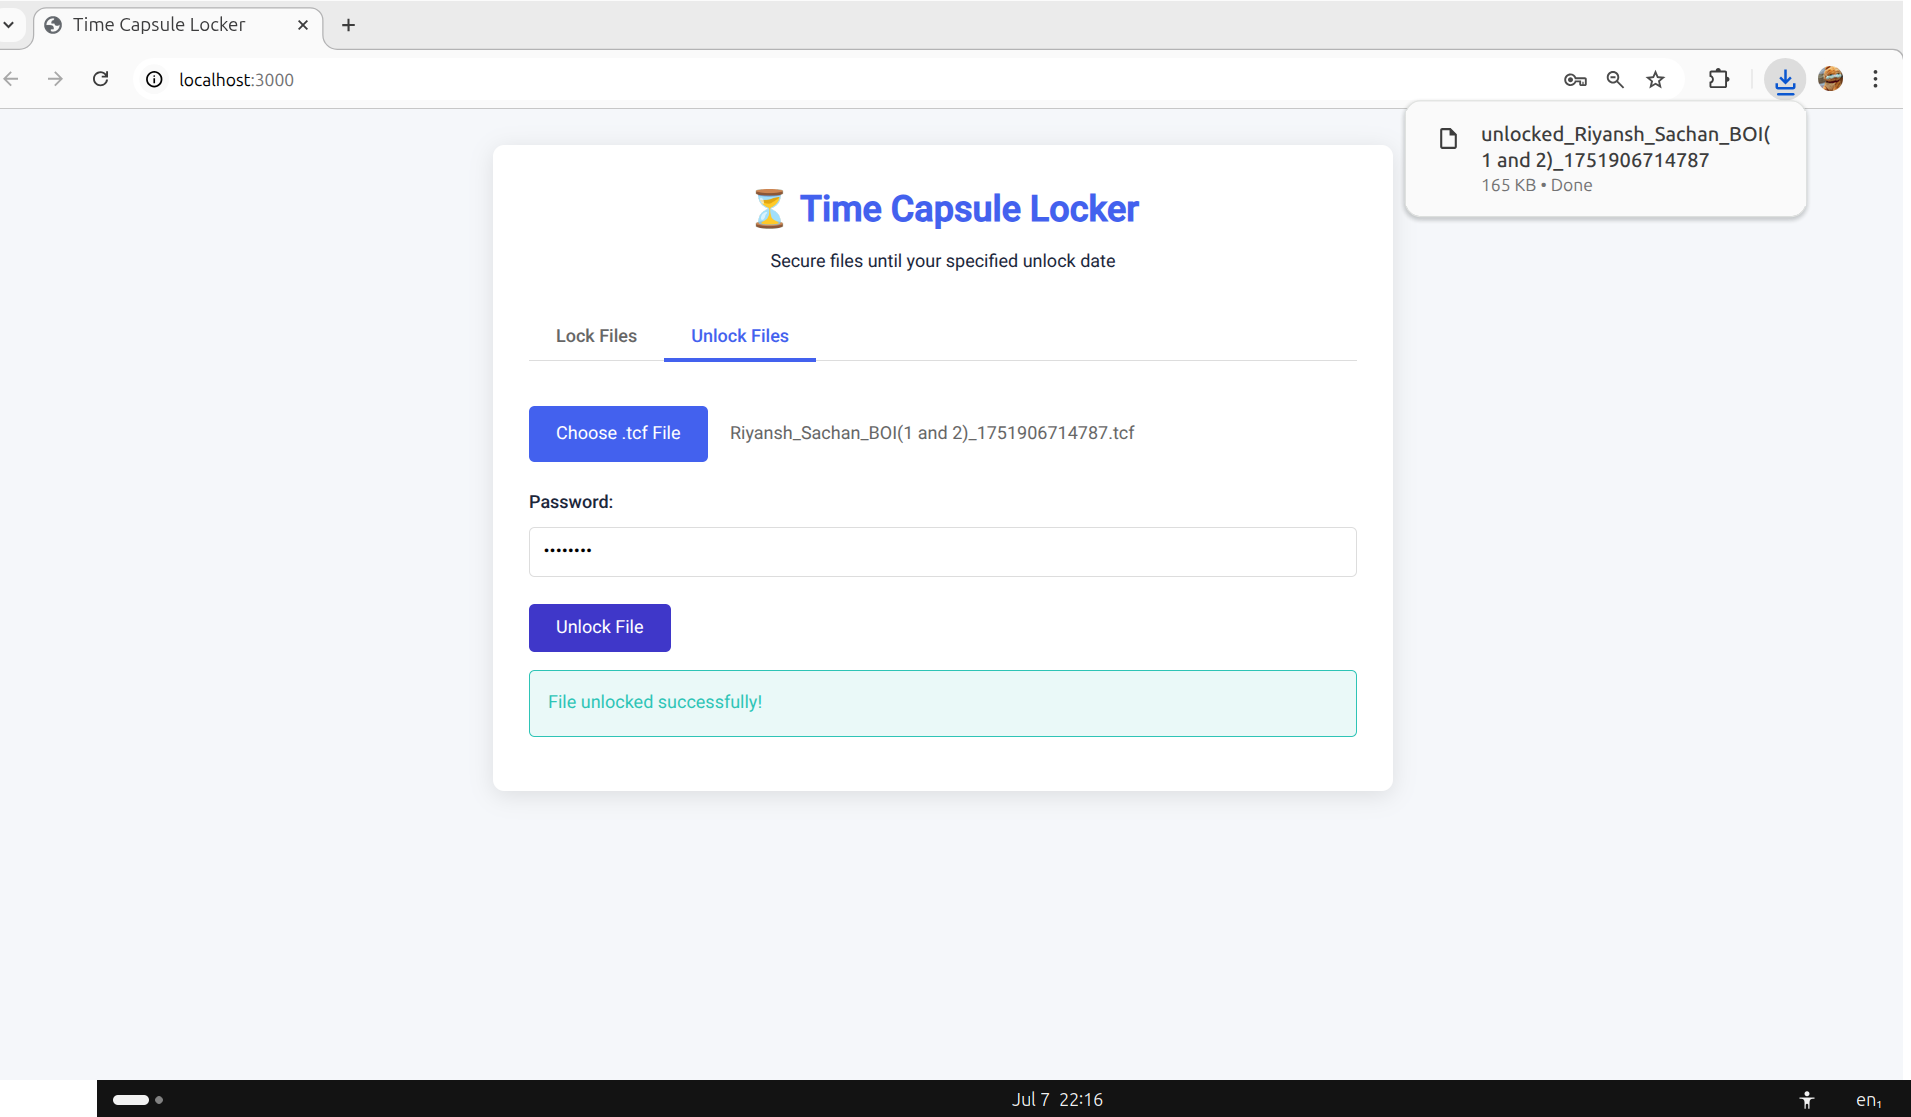 Time Capsule Locker
localhost:3000
unlocked_Riyansh_Sachan_BOI(
1 and 2)_1751906714787
165 KB • Done
⏳ Time Capsule Locker
Secure files until your specified unlock date
Lock Files
Unlock Files
Choose .tcf File
Riyansh_Sachan_BOI(1 and 2)_1751906714787.tcf
Password:
••••••••
Unlock File
File unlocked successfully!
Jul 7 22:16
en₁